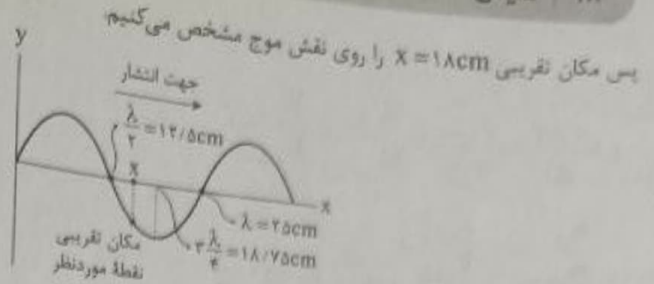 پس مکان تقریبی x = ۱۸cm را روی نقش موج مشخص می‌کنیم.
y
جهت انتشار
λ/۲ = ۱۲/۵cm
x
x
λ = ۲۵cm
۳λ/۴ = ۱۸/۷۵cm
مکان تقریبی
نقطهٔ موردنظر